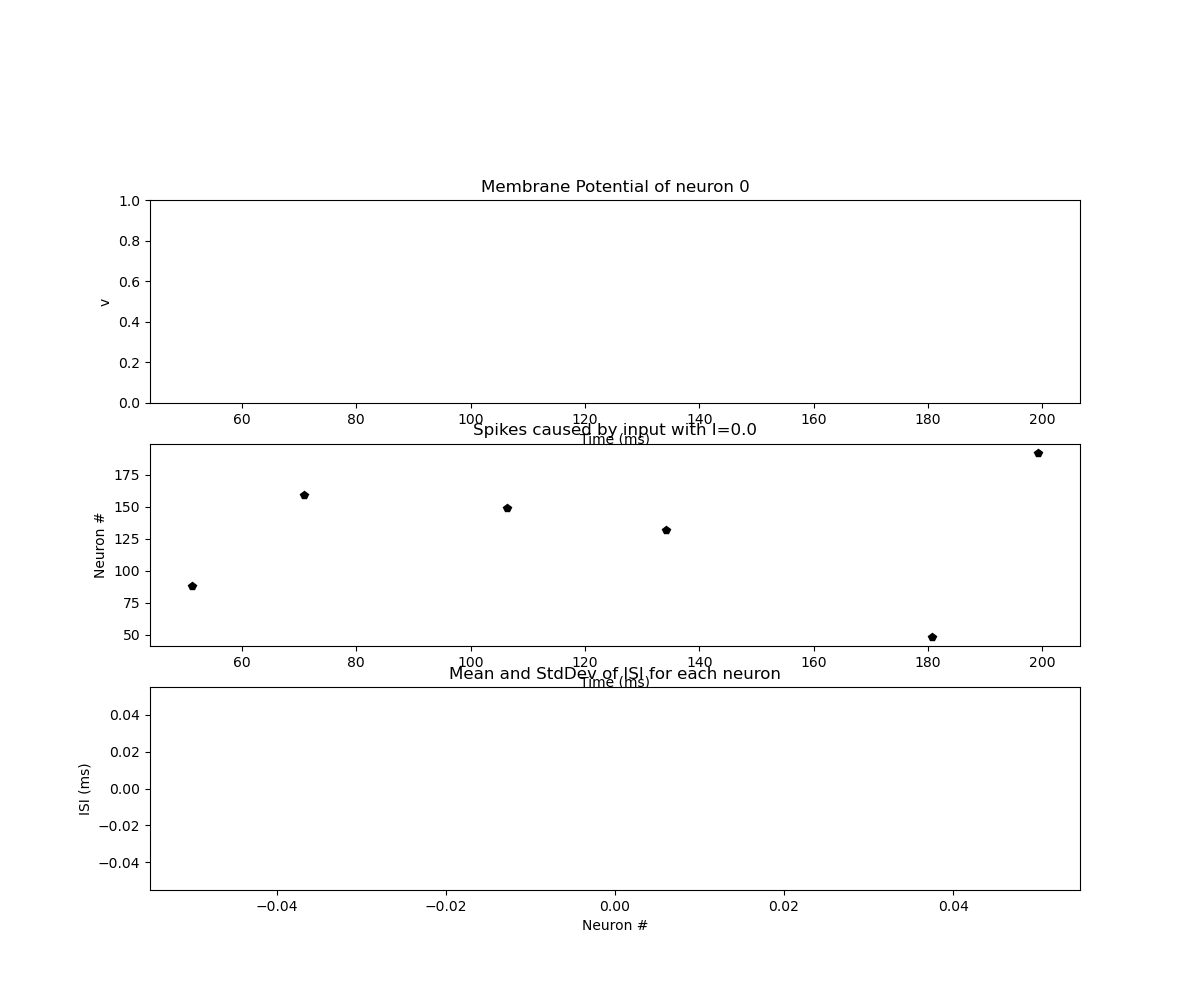 Membrane Potential of neuron 0
1.0
0.8
0.6
0.4
0.2
0.0
v
60 80 100 120 140 160 180 200
Time (ms)
Spikes caused by input with I=0.0
175
150
125
100
75
50
Neuron #
60 80 100 120 140 160 180 200
Time (ms)
Mean and StdDev of ISI for each neuron
0.04
0.02
0.00
−0.02
−0.04
ISI (ms)
−0.04 −0.02 0.00 0.02 0.04
Neuron #